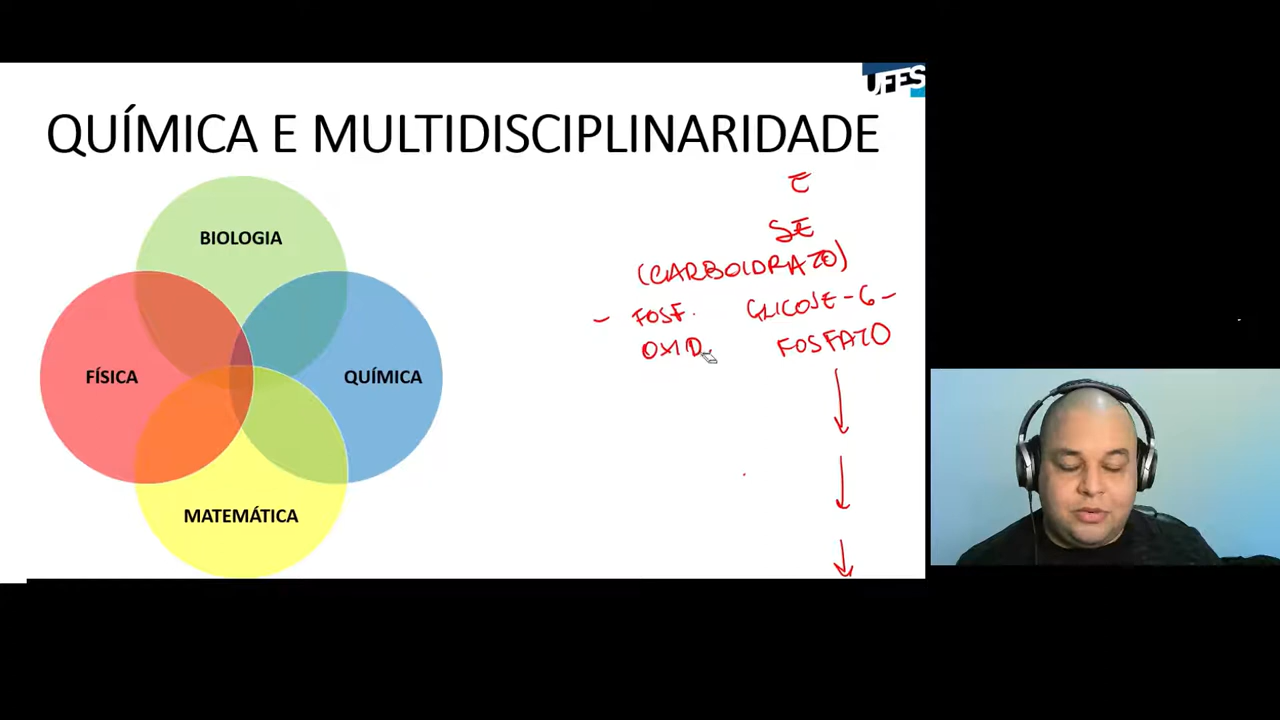 UFES
QUÍMICA E MULTIDISCIPLINARIDADE
BIOLOGIA
FÍSICA
QUÍMICA
MATEMÁTICA
E
SE
(CARBOIDRATO)
- FOSF. GLICOSE-6-
OXID FOSFATO